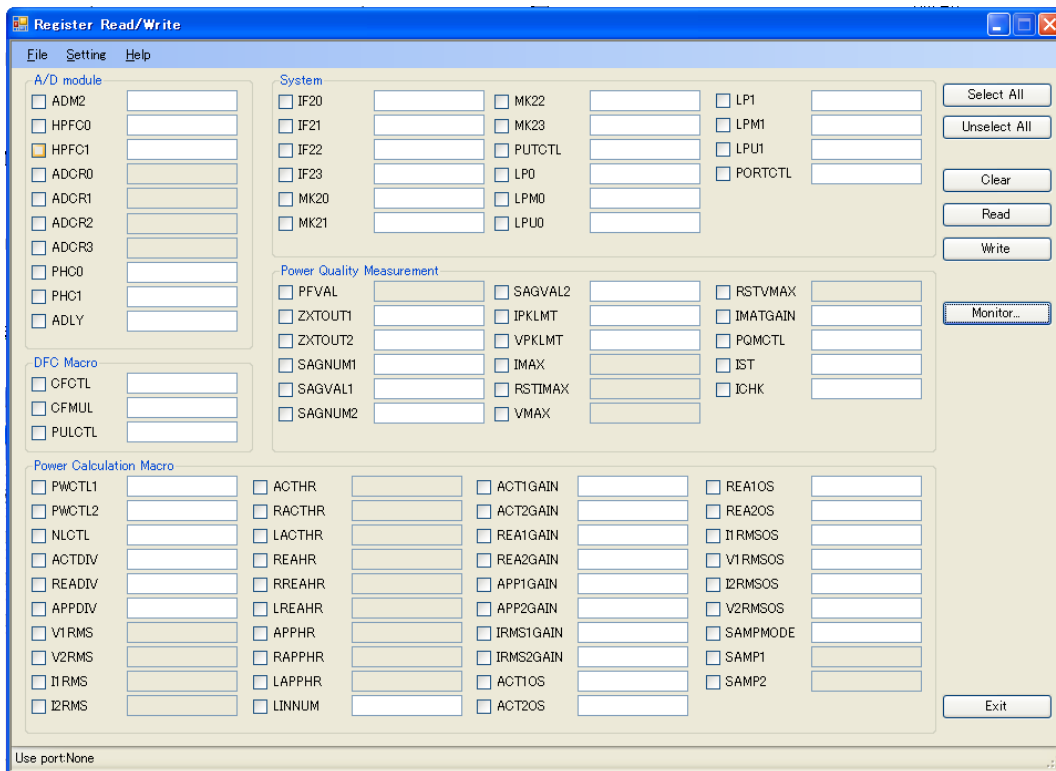 Register Read/Write
File Setting Help
A/D module
ADM2
HPFC0
HPFC1
ADCR0
ADCR1
ADCR2
ADCR3
PHC0
PHC1
ADLY
System
IF20
IF21
IF22
IF23
MK20
MK21
MK22
MK23
PUTCTL
LP0
LPM0
LPU0
LP1
LPM1
LPU1
PORTCTL
Select All
Unselect All
Clear
Read
Write
Monitor...
DFC Macro
CFCTL
CFMUL
PULCTL
Power Quality Measurement
PFVAL
ZXTOUT1
ZXTOUT2
SAGNUM1
SAGVAL1
SAGNUM2
SAGVAL2
IPKLMT
VPKLMT
IMAX
RSTIMAX
VMAX
RSTVMAX
IMATGAIN
PQMCTL
IST
ICHK
Power Calculation Macro
PWCTL1
PWCTL2
NLCTL
ACTDIV
READIV
APPDIV
V1RMS
V2RMS
I1RMS
I2RMS
ACTHR
RACTHR
LACTHR
REAHR
RREAHR
LREAHR
APPHR
RAPPHR
LAPPHR
LINNUM
ACT1GAIN
ACT2GAIN
REA1GAIN
REA2GAIN
APP1GAIN
APP2GAIN
IRMS1GAIN
IRMS2GAIN
ACT1OS
ACT2OS
REA1OS
REA2OS
I1RMSOS
V1RMSOS
I2RMSOS
V2RMSOS
SAMPMODE
SAMP1
SAMP2
Exit
Use port:None